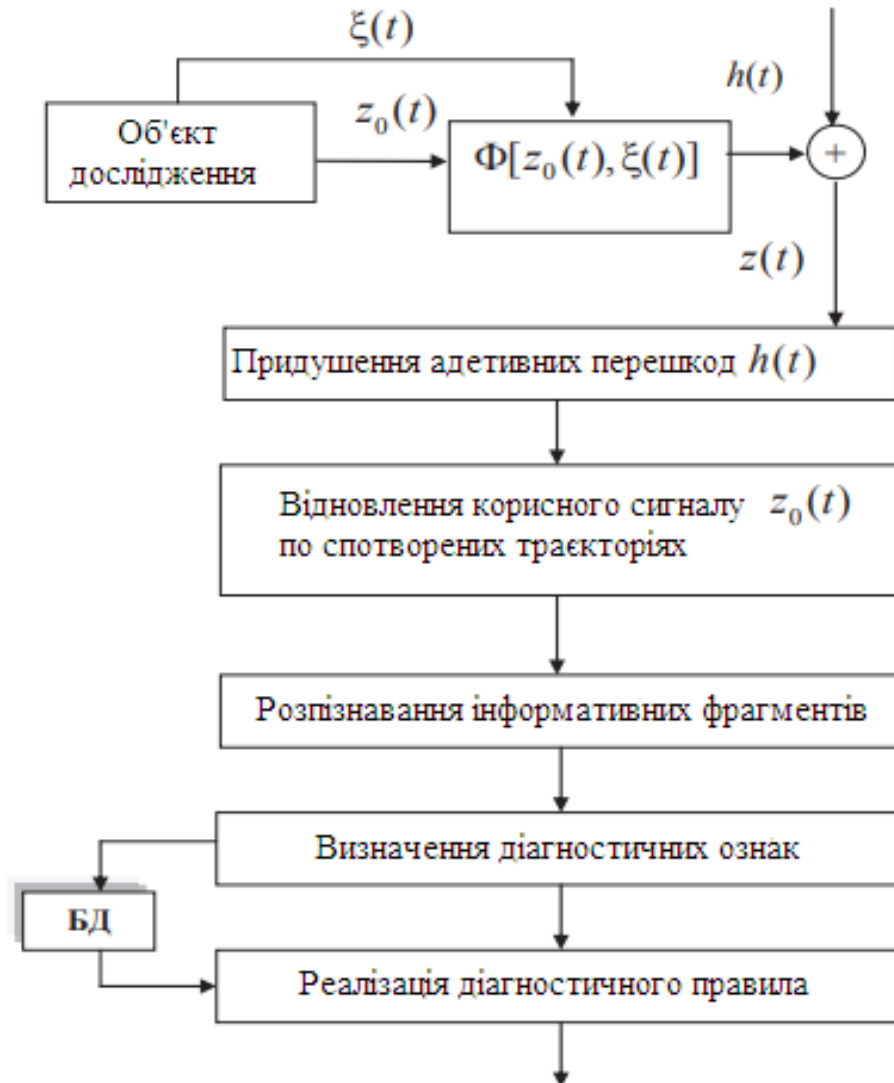 ξ(t)
h(t)
z₀(t)
Об'єкт
дослідження
Φ[z₀(t), ξ(t)]
+
z(t)
Придушення адетивних перешкод h(t)
Відновлення корисного сигналу z₀(t)
по спотворених траєкторіях
Розпізнавання інформативних фрагментів
Визначення діагностичних ознак
БД
Реалізація діагностичного правила